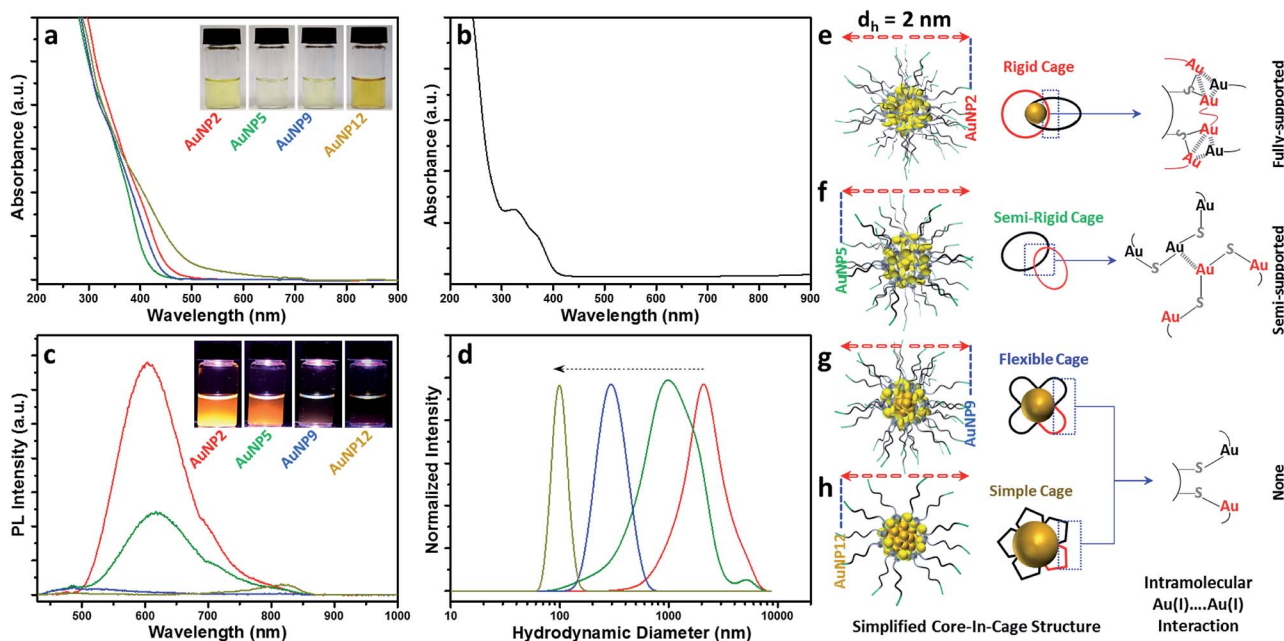 a
AuNP2
AuNP5
AuNP9
AuNP12
Absorbance (a.u.)
200 300 400 500 600 700 800 900
Wavelength (nm)
b
Absorbance (a.u.)
200 300 400 500 600 700 800 900
Wavelength (nm)
c
AuNP2
AuNP5
AuNP9
AuNP12
PL Intensity (a.u.)
500 600 700 800 900 1000
Wavelength (nm)
d
Normalized Intensity
10 100 1000 10000
Hydrodynamic Diameter (nm)
dh = 2 nm
e
AuNP2
Rigid Cage
Au
S
Au
Au
Au
S
Au
Au
Fully-supported
f
AuNP5
Semi-Rigid Cage
Au
S
Au
S
Au
Au
S
Au
S
Au
Semi-supported
g
AuNP9
Flexible Cage
h
AuNP12
Simple Cage
Au
S
S
Au
None
Simplified Core-In-Cage Structure
Intramolecular
Au(I)....Au(I)
Interaction